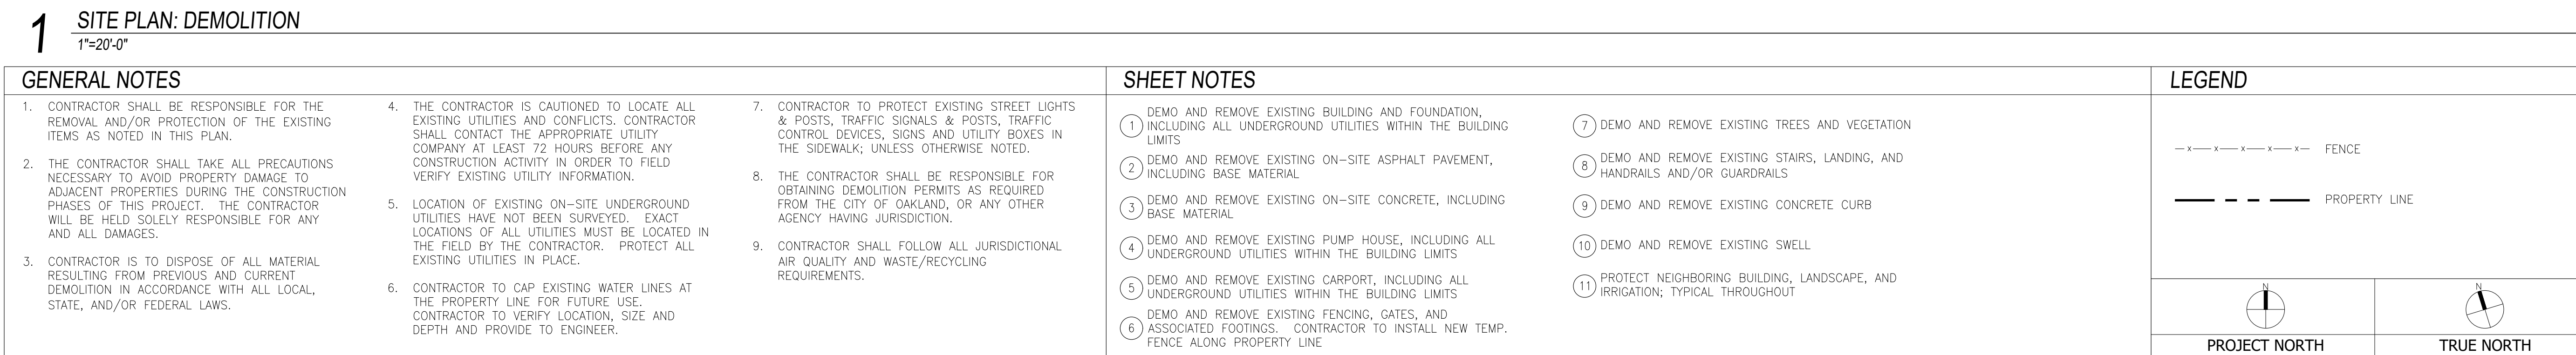 1
SITE PLAN: DEMOLITION
1"=20'-0"
GENERAL NOTES
1. CONTRACTOR SHALL BE RESPONSIBLE FOR THE
REMOVAL AND/OR PROTECTION OF THE EXISTING
ITEMS AS NOTED IN THIS PLAN.
2. THE CONTRACTOR SHALL TAKE ALL PRECAUTIONS
NECESSARY TO AVOID PROPERTY DAMAGE TO
ADJACENT PROPERTIES DURING THE CONSTRUCTION
PHASES OF THIS PROJECT. THE CONTRACTOR
WILL BE HELD SOLELY RESPONSIBLE FOR ANY
AND ALL DAMAGES.
3. CONTRACTOR IS TO DISPOSE OF ALL MATERIAL
RESULTING FROM PREVIOUS AND CURRENT
DEMOLITION IN ACCORDANCE WITH ALL LOCAL,
STATE, AND/OR FEDERAL LAWS.
4. THE CONTRACTOR IS CAUTIONED TO LOCATE ALL
EXISTING UTILITIES AND CONFLICTS. CONTRACTOR
SHALL CONTACT THE APPROPRIATE UTILITY
COMPANY AT LEAST 72 HOURS BEFORE ANY
CONSTRUCTION ACTIVITY IN ORDER TO FIELD
VERIFY EXISTING UTILITY INFORMATION.
5. LOCATION OF EXISTING ON-SITE UNDERGROUND
UTILITIES HAVE NOT BEEN SURVEYED. EXACT
LOCATIONS OF ALL UTILITIES MUST BE LOCATED IN
THE FIELD BY THE CONTRACTOR. PROTECT ALL
EXISTING UTILITIES IN PLACE.
6. CONTRACTOR TO CAP EXISTING WATER LINES AT
THE PROPERTY LINE FOR FUTURE USE.
CONTRACTOR TO VERIFY LOCATION, SIZE AND
DEPTH AND PROVIDE TO ENGINEER.
7. CONTRACTOR TO PROTECT EXISTING STREET LIGHTS
& POSTS, TRAFFIC SIGNALS & POSTS, TRAFFIC
CONTROL DEVICES, SIGNS AND UTILITY BOXES IN
THE SIDEWALK; UNLESS OTHERWISE NOTED.
8. THE CONTRACTOR SHALL BE RESPONSIBLE FOR
OBTAINING DEMOLITION PERMITS AS REQUIRED
FROM THE CITY OF OAKLAND, OR ANY OTHER
AGENCY HAVING JURISDICTION.
9. CONTRACTOR SHALL FOLLOW ALL JURISDICTIONAL
AIR QUALITY AND WASTE/RECYCLING
REQUIREMENTS.
SHEET NOTES
1 DEMO AND REMOVE EXISTING BUILDING AND FOUNDATION,
INCLUDING ALL UNDERGROUND UTILITIES WITHIN THE BUILDING
LIMITS
2 DEMO AND REMOVE EXISTING ON-SITE ASPHALT PAVEMENT,
INCLUDING BASE MATERIAL
3 DEMO AND REMOVE EXISTING ON-SITE CONCRETE, INCLUDING
BASE MATERIAL
4 DEMO AND REMOVE EXISTING PUMP HOUSE, INCLUDING ALL
UNDERGROUND UTILITIES WITHIN THE BUILDING LIMITS
5 DEMO AND REMOVE EXISTING CARPORT, INCLUDING ALL
UNDERGROUND UTILITIES WITHIN THE BUILDING LIMITS
6 DEMO AND REMOVE EXISTING FENCING, GATES, AND
ASSOCIATED FOOTINGS. CONTRACTOR TO INSTALL NEW TEMP.
FENCE ALONG PROPERTY LINE
7 DEMO AND REMOVE EXISTING TREES AND VEGETATION
8 DEMO AND REMOVE EXISTING STAIRS, LANDING, AND
HANDRAILS AND/OR GUARDRAILS
9 DEMO AND REMOVE EXISTING CONCRETE CURB
10 DEMO AND REMOVE EXISTING SWELL
11 PROTECT NEIGHBORING BUILDING, LANDSCAPE, AND
IRRIGATION; TYPICAL THROUGHOUT
LEGEND
x x x x FENCE
PROPERTY LINE
N
PROJECT NORTH
N
TRUE NORTH